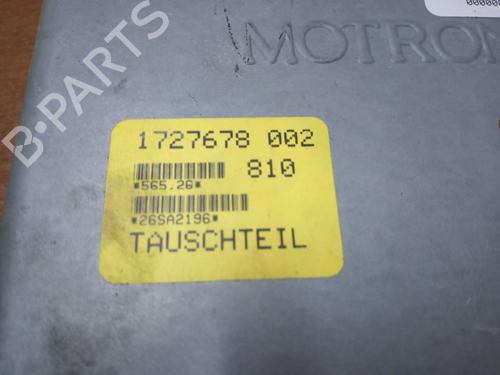 MOTRON
1727678 002
810
*565.26*
*26SA2196*
TAUSCHTEIL
B-PARTS